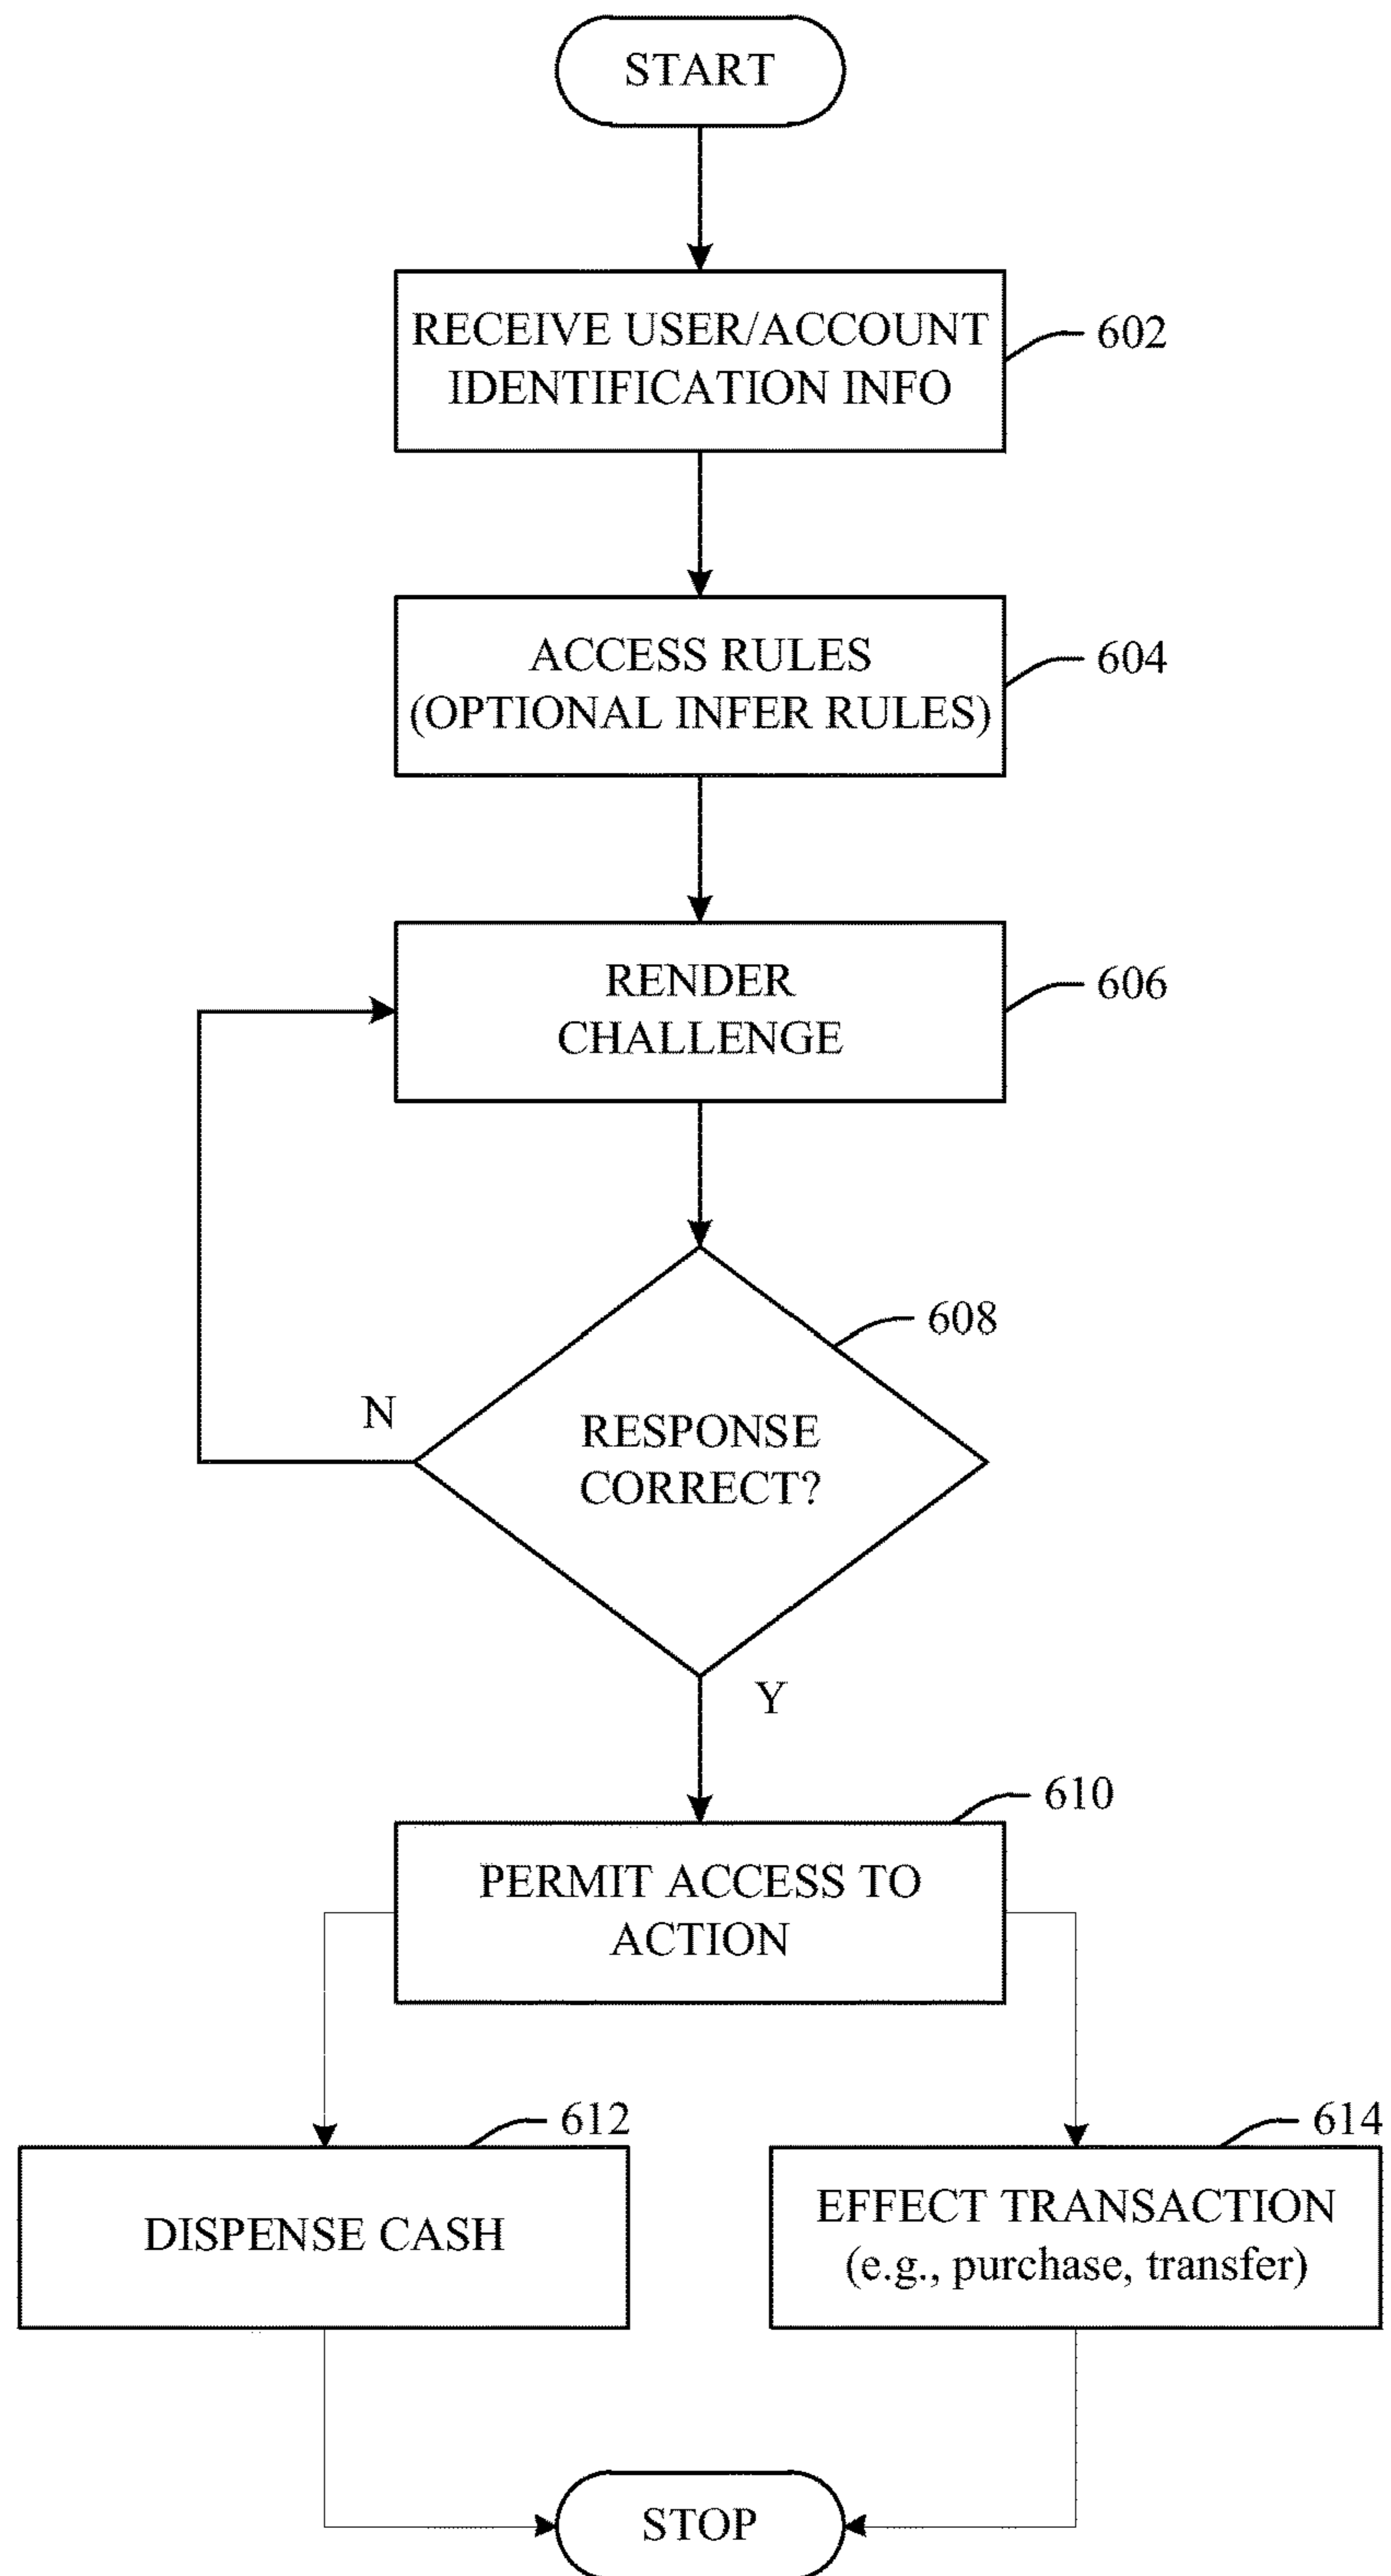 START
RECEIVE USER/ACCOUNT
IDENTIFICATION INFO
602
ACCESS RULES
(OPTIONAL INFER RULES)
604
RENDER
CHALLENGE
606
608
RESPONSE
CORRECT?
N
Y
610
PERMIT ACCESS TO
ACTION
612
DISPENSE CASH
614
EFFECT TRANSACTION
(e.g., purchase, transfer)
STOP